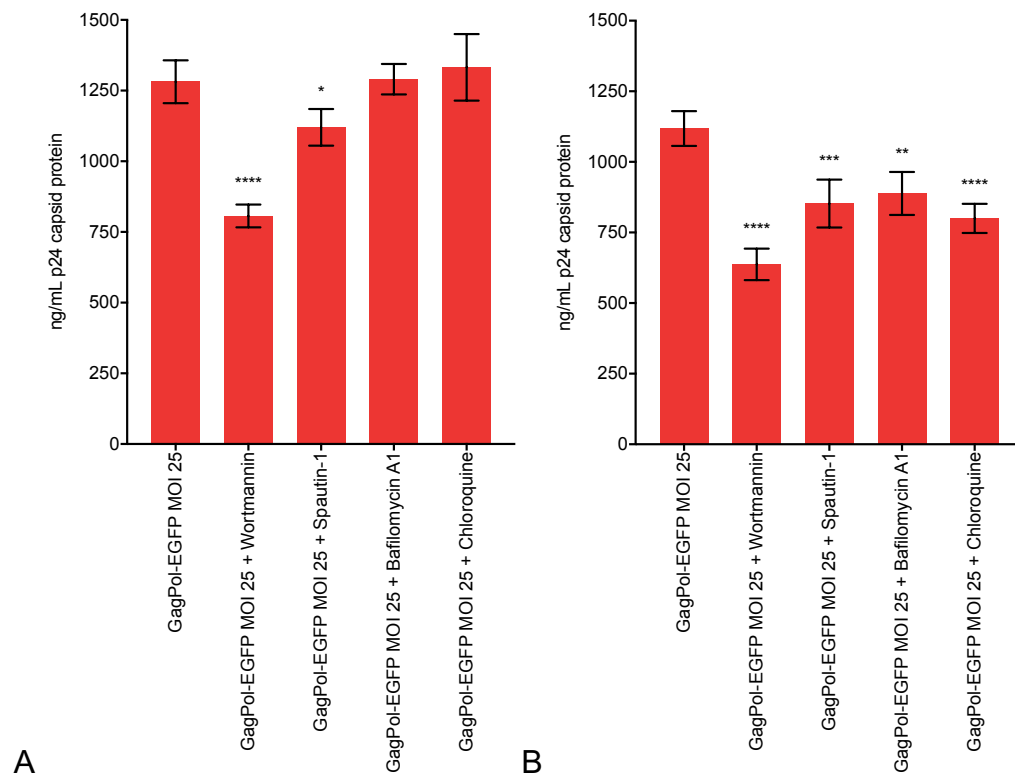 ng/mL p24 capsid protein
1500
1250
1000
750
500
250
0
****
*
GagPol-EGFP MOI 25
GagPol-EGFP MOI 25 + Wortmannin
GagPol-EGFP MOI 25 + Spautin-1
GagPol-EGFP MOI 25 + Bafilomycin A1
GagPol-EGFP MOI 25 + Chloroquine
A
ng/mL p24 capsid protein
1500
1250
1000
750
500
250
0
****
***
**
****
GagPol-EGFP MOI 25
GagPol-EGFP MOI 25 + Wortmannin
GagPol-EGFP MOI 25 + Spautin-1
GagPol-EGFP MOI 25 + Bafilomycin A1
GagPol-EGFP MOI 25 + Chloroquine
B